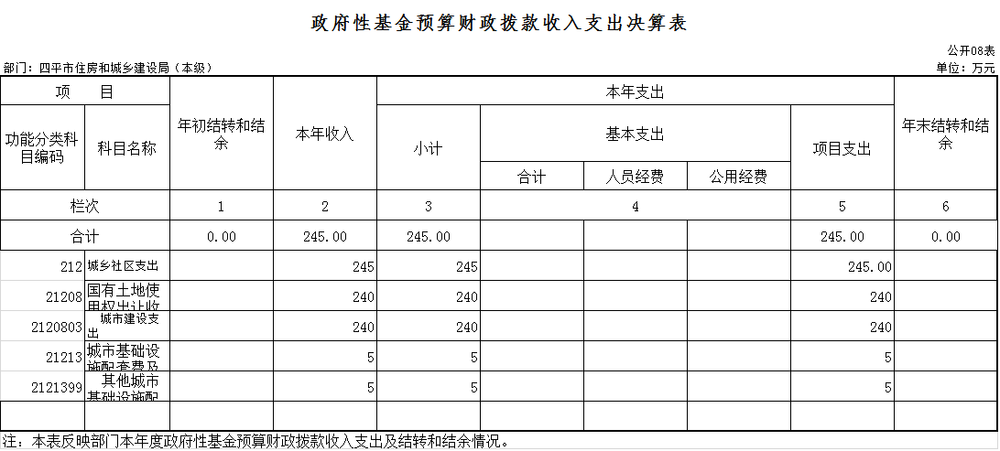 政府性基金预算财政拨款收入支出决算表
公开08表
部门：四平市住房和城乡建设局（本级）
单位：万元
项 目
年初结转和结
余
本年收入
本年支出
年末结转和结
余
功能分类科
目编码
科目名称
小计
基本支出
项目支出
合计
人员经费
公用经费
栏次 1 2 3 4 5 6
合计 0.00 245.00 245.00 245.00 0.00
212 城乡社区支出 245 245 245.00
21208 国有土地使
用权出让收
240 240 240
2120803 城市建设支
出
240 240 240
21213 城市基础设
施配套费及
5 5 5
2121399 其他城市
基础设施配
5 5 5
注：本表反映部门本年度政府性基金预算财政拨款收入支出及结转和结余情况。